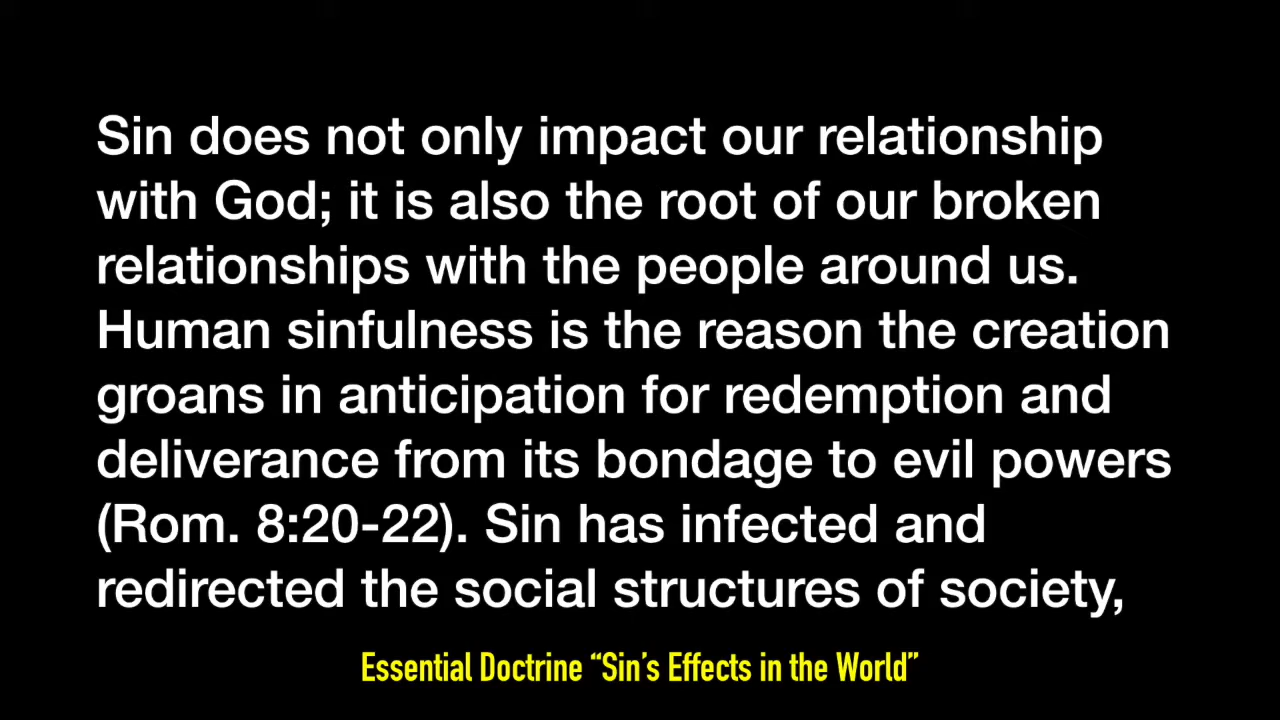 Sin does not only impact our relationship
with God; it is also the root of our broken
relationships with the people around us.
Human sinfulness is the reason the creation
groans in anticipation for redemption and
deliverance from its bondage to evil powers
(Rom. 8:20-22). Sin has infected and
redirected the social structures of society,
Essential Doctrine “Sin’s Effects in the World”